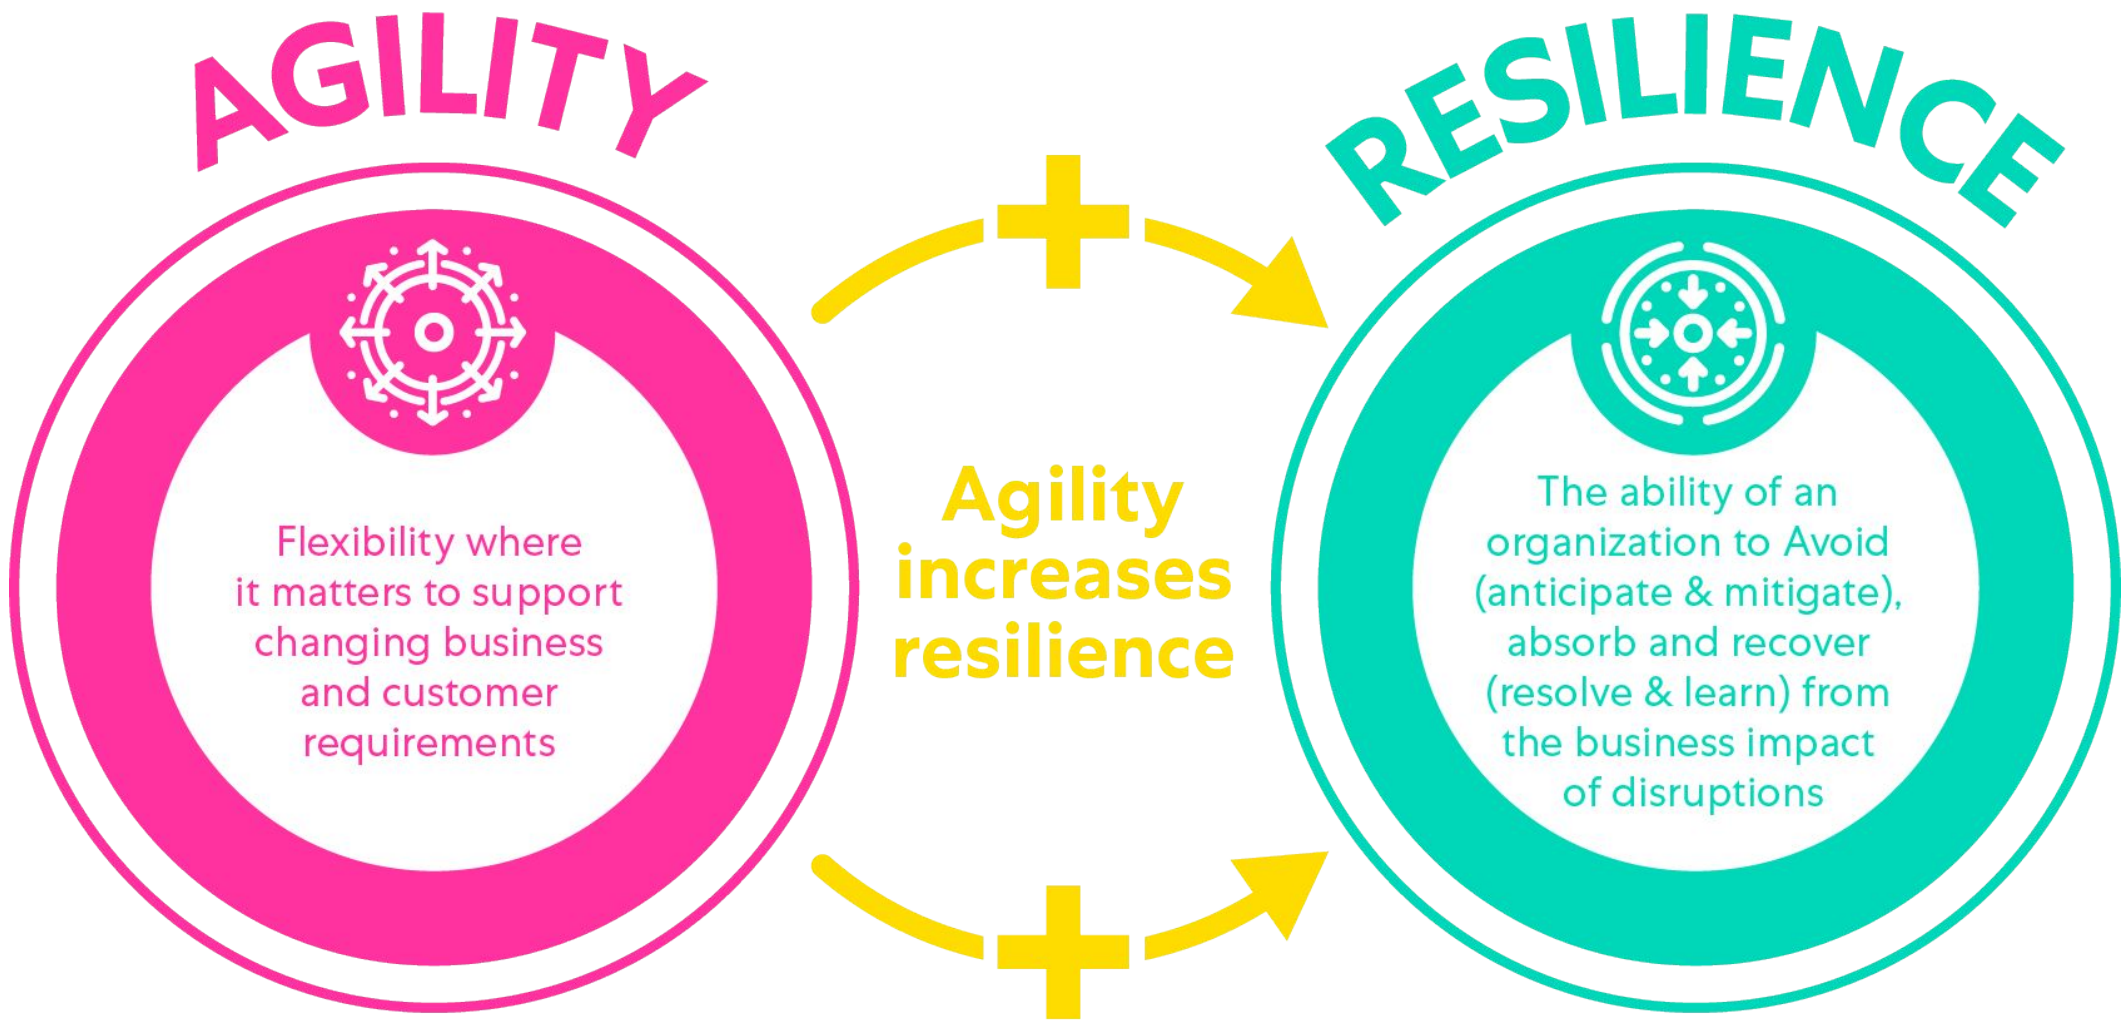 AGILITY
Flexibility where
it matters to support
changing business
and customer
requirements
Agility
increases
resilience
RESILIENCE
The ability of an
organization to Avoid
(anticipate & mitigate),
absorb and recover
(resolve & learn) from
the business impact
of disruptions